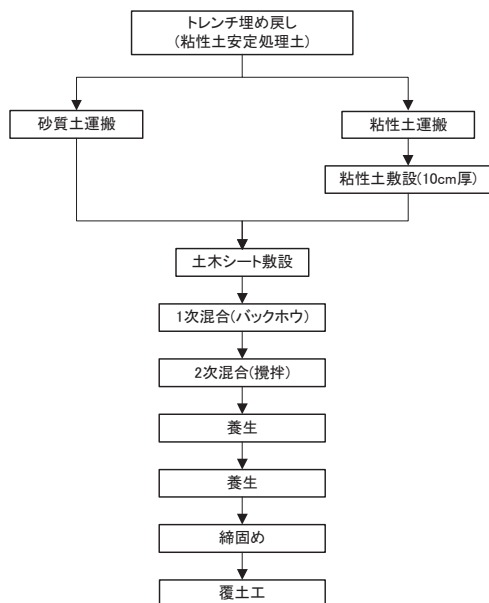 トレンチ埋め戻し
(粘性土安定処理土)
砂質土運搬
粘性土運搬
粘性土敷設(10cm厚)
土木シート敷設
1次混合(バックホウ)
2次混合(攪拌)
養生
養生
締固め
覆土工